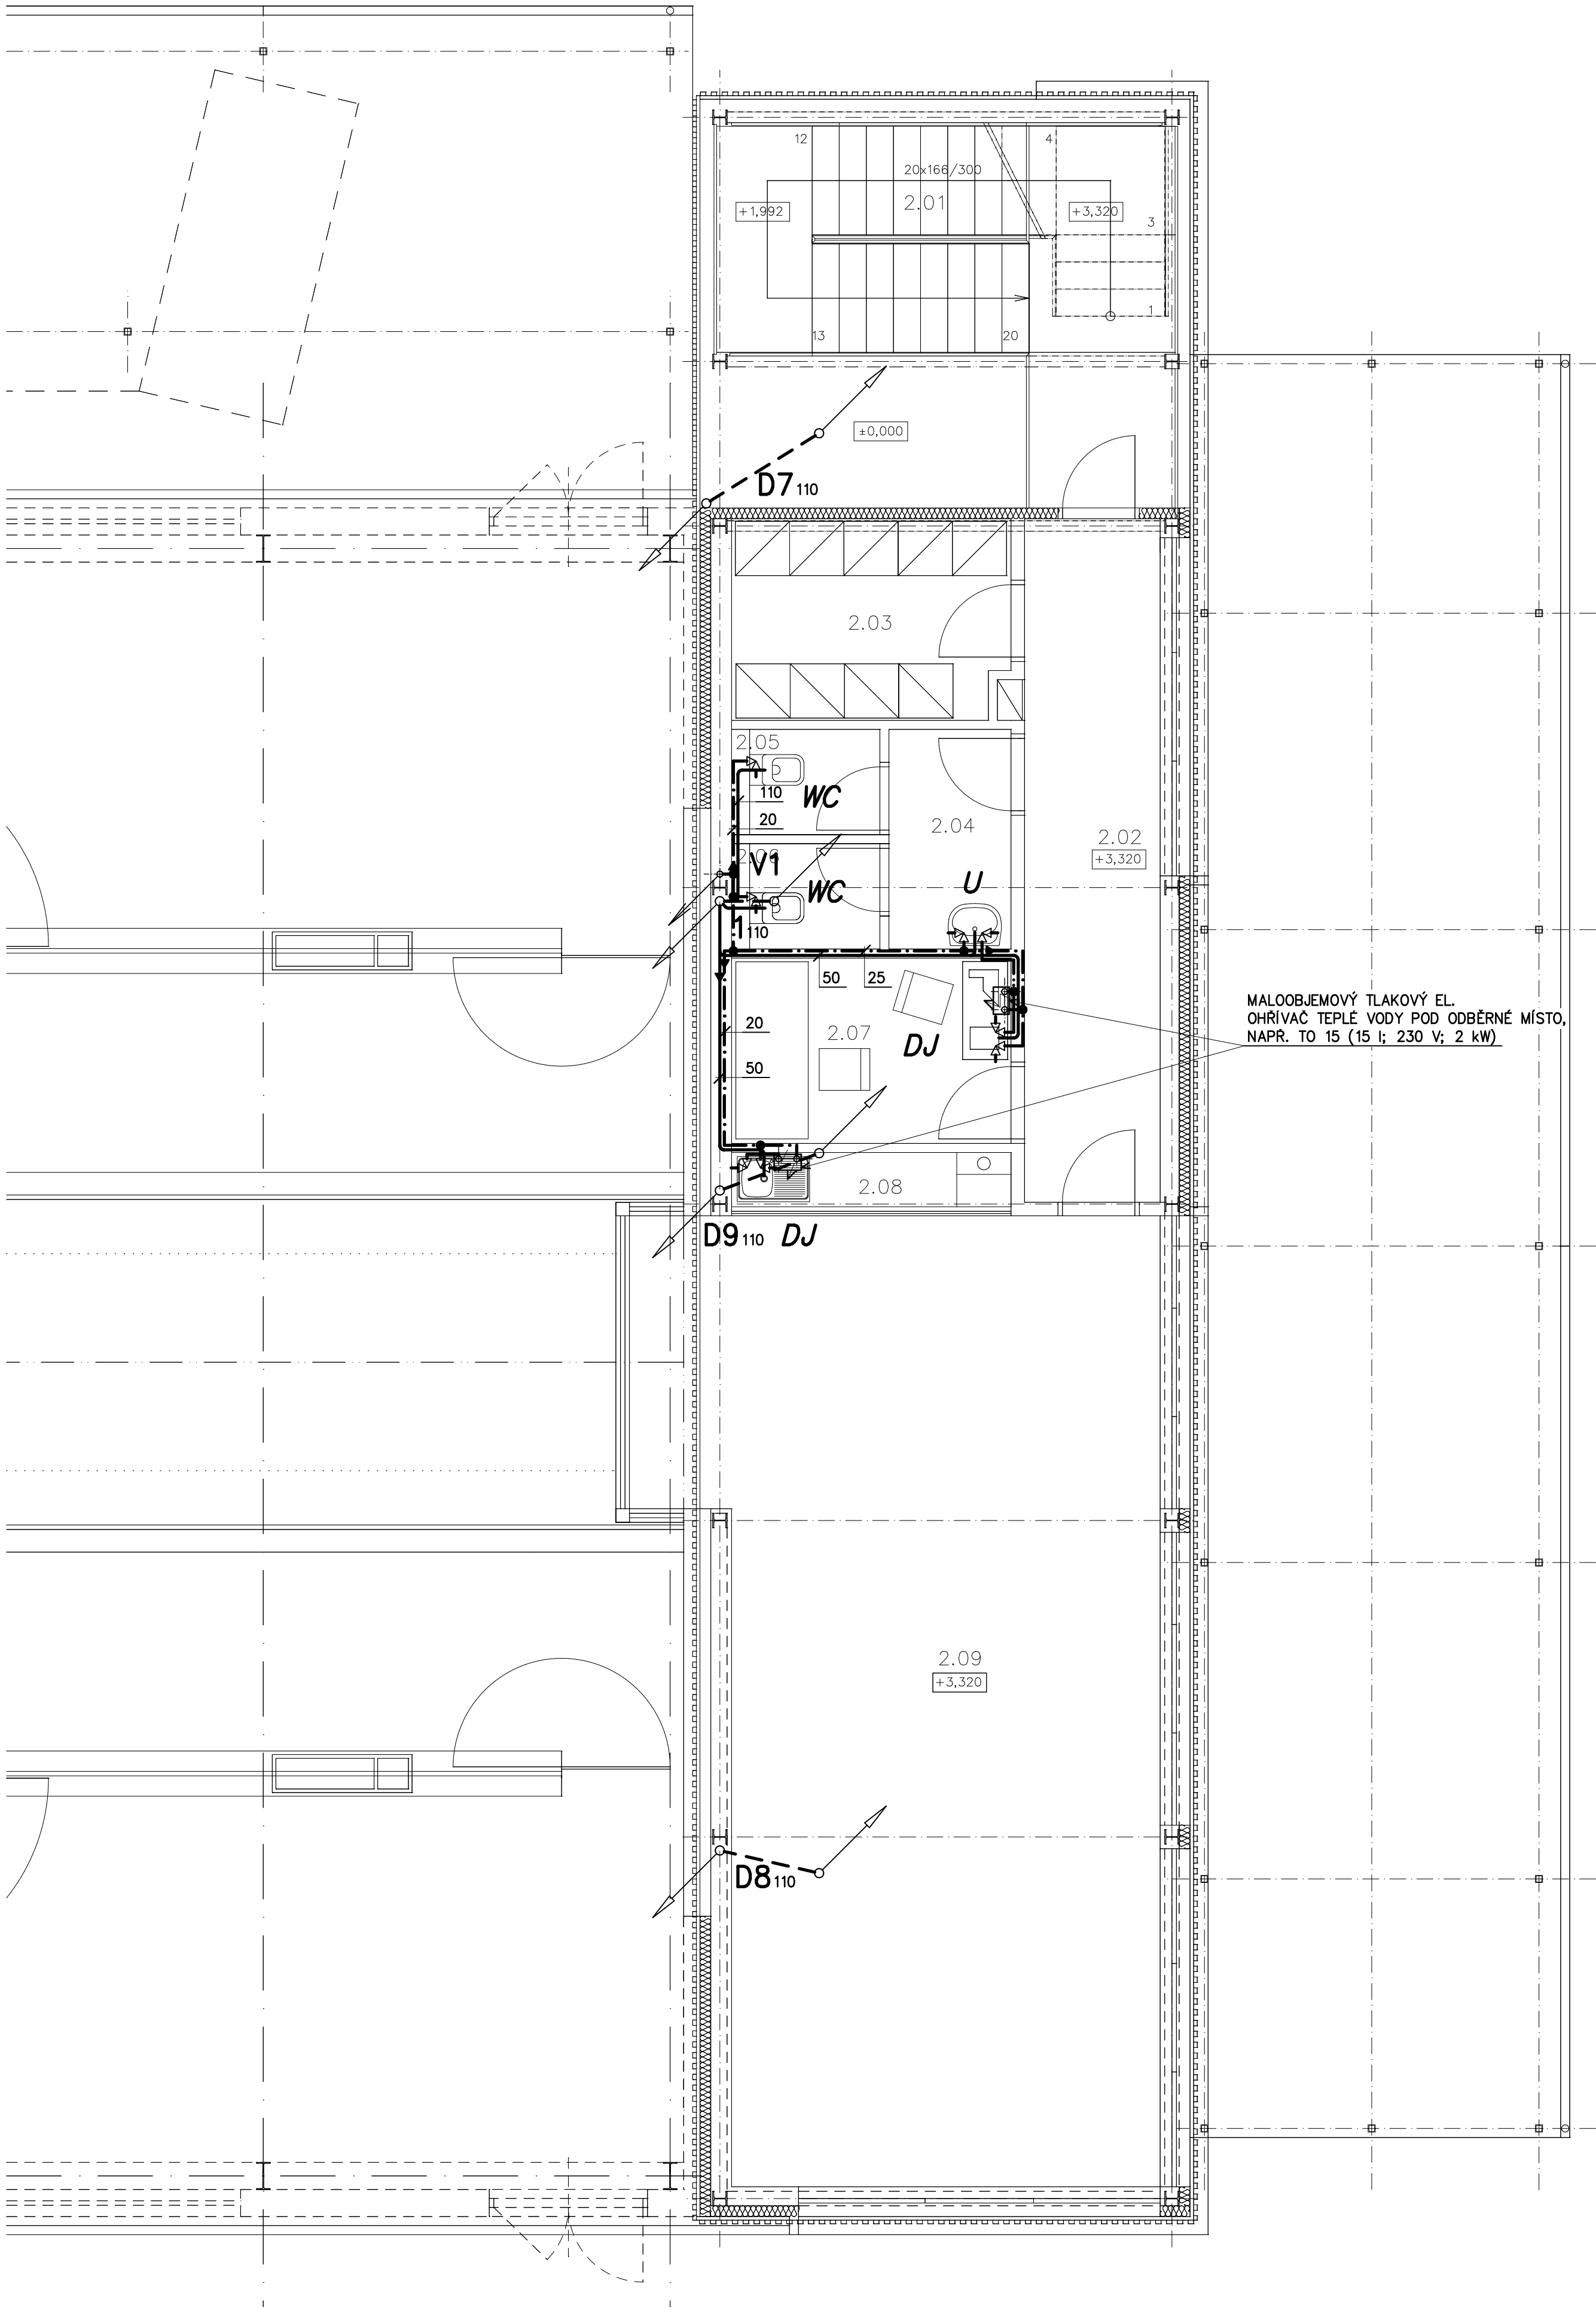 12
4
20x166/300
2.01
+1,992
+3,320
3
1
13
20
±0,000
D7 110
2.03
2.05
110
WC
20
2.04
2.02
+3,320
V1
WC
U
1 110
50
25
MALOOBJEMOVÝ TLAKOVÝ EL.
OHŘÍVAČ TEPLÉ VODY POD ODBĚRNÉ MÍSTO,
NAPŘ. TO 15 (15 l; 230 V; 2 kW)
20
2.07
DJ
50
2.08
D9 110 DJ
2.09
+3,320
D8 110